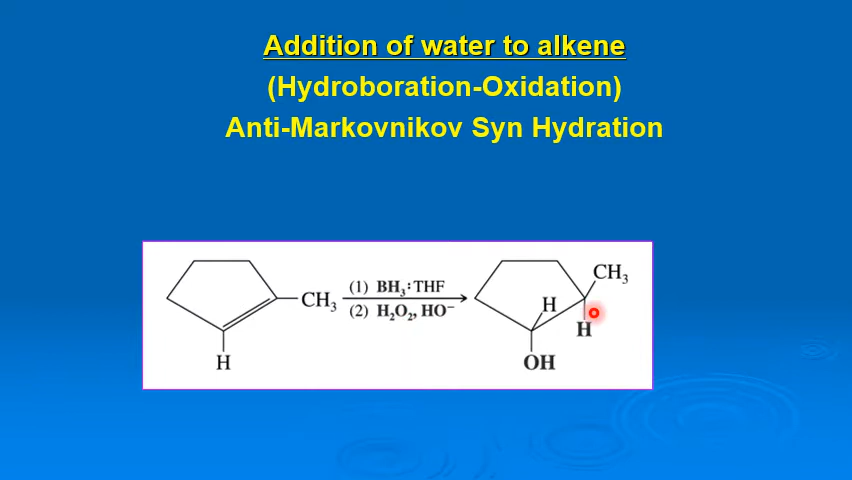 Addition of water to alkene
(Hydroboration-Oxidation)
Anti-Markovnikov Syn Hydration
CH₃
H
(1) BH₃:THF
(2) H₂O₂, HO⁻
CH₃
H
H
OH